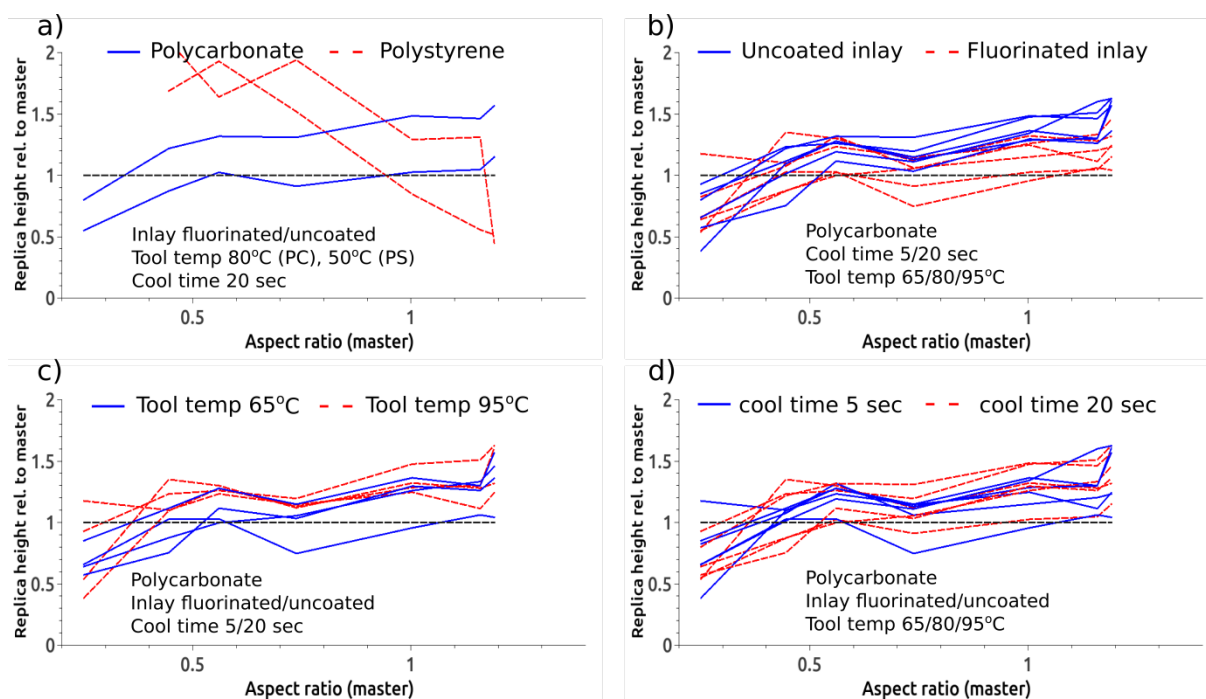 a)
Polycarbonate Polystyrene
Replica height rel. to master
2
1.5
1
0.5
0
Inlay fluorinated/uncoated
Tool temp 80°C (PC), 50°C (PS)
Cool time 20 sec
0.5 1
Aspect ratio (master)
b)
Uncoated inlay Fluorinated inlay
Replica height rel. to master
2
1.5
1
0.5
0
Polycarbonate
Cool time 5/20 sec
Tool temp 65/80/95°C
0.5 1
Aspect ratio (master)
c)
Tool temp 65°C Tool temp 95°C
Replica height rel. to master
2
1.5
1
0.5
0
Polycarbonate
Inlay fluorinated/uncoated
Cool time 5/20 sec
0.5 1
Aspect ratio (master)
d)
cool time 5 sec cool time 20 sec
Replica height rel. to master
2
1.5
1
0.5
0
Polycarbonate
Inlay fluorinated/uncoated
Tool temp 65/80/95°C
0.5 1
Aspect ratio (master)